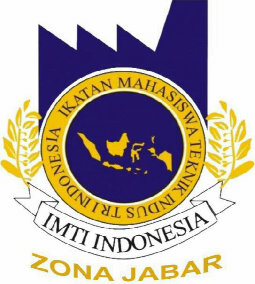 IKATAN MAHASISWA TEKNIK INDUSTRI INDONESIA
IMTI INDONESIA
ZONA JABAR